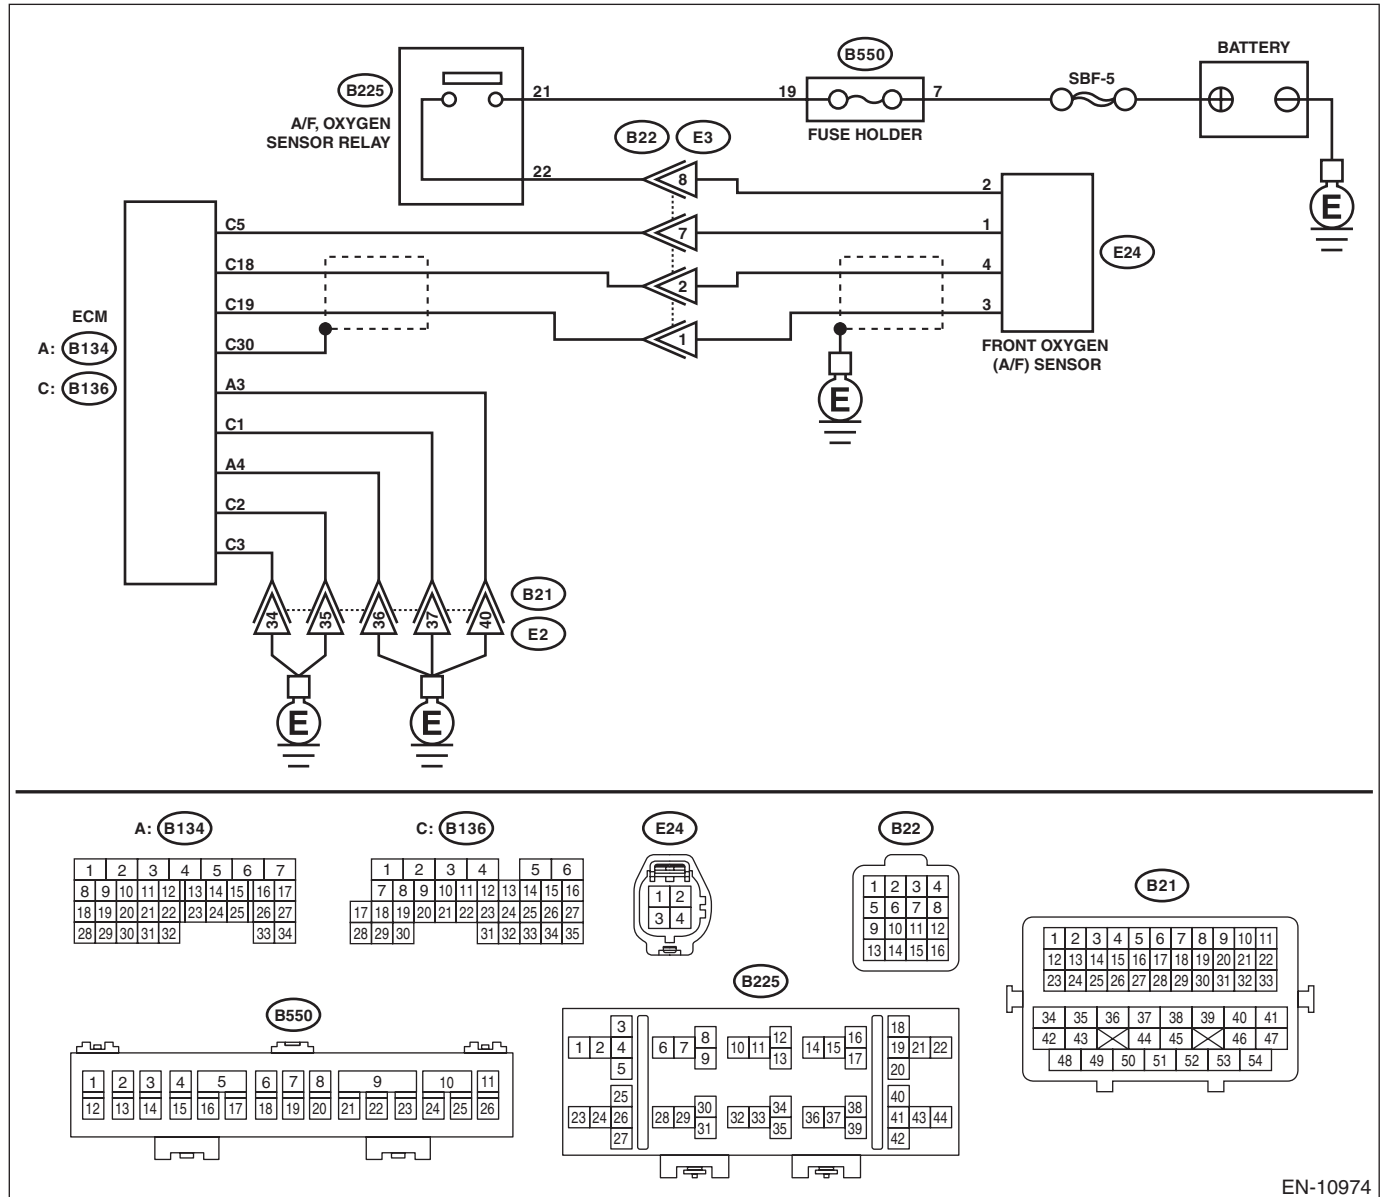 BATTERY
B550
SBF-5
B225
21
19
7
A/F, OXYGEN
SENSOR RELAY
FUSE HOLDER
B22 E3
22
8
2
C5
7
1
E
C18
2
4
E24
C19
1
3
ECM
A: B134
C30
FRONT OXYGEN
(A/F) SENSOR
C: B136
A3
E
C1
A4
C2
C3
34 35 36 37 40
B21
E2
E E
A: B134
1 2 3 4 5 6 7
8 9 10 11 12 13 14 15 16 17
18 19 20 21 22 23 24 25 26 27
28 29 30 31 32 33 34
C: B136
1 2 3 4 5 6
7 8 9 10 11 12 13 14 15 16
17 18 19 20 21 22 23 24 25 26 27
28 29 30 31 32 33 34 35
E24
1 2
3 4
B22
1 2 3 4
5 6 7 8
9 10 11 12
13 14 15 16
B21
1 2 3 4 5 6 7 8 9 10 11
12 13 14 15 16 17 18 19 20 21 22
23 24 25 26 27 28 29 30 31 32 33
34 35 36 37 38 39 40 41
42 43 44 45 46 47
48 49 50 51 52 53 54
B550
1 2 3 4 5 6 7 8 9 10 11
12 13 14 15 16 17 18 19 20 21 22 23 24 25 26
B225
3 8 12 16 18
1 2 4 6 7 10 11 14 15 19 21 22
5 9 13 17 20
25 30 34 38 40
23 24 26 28 29 32 33 36 37 41 43 44
27 31 35 39 42
EN-10974